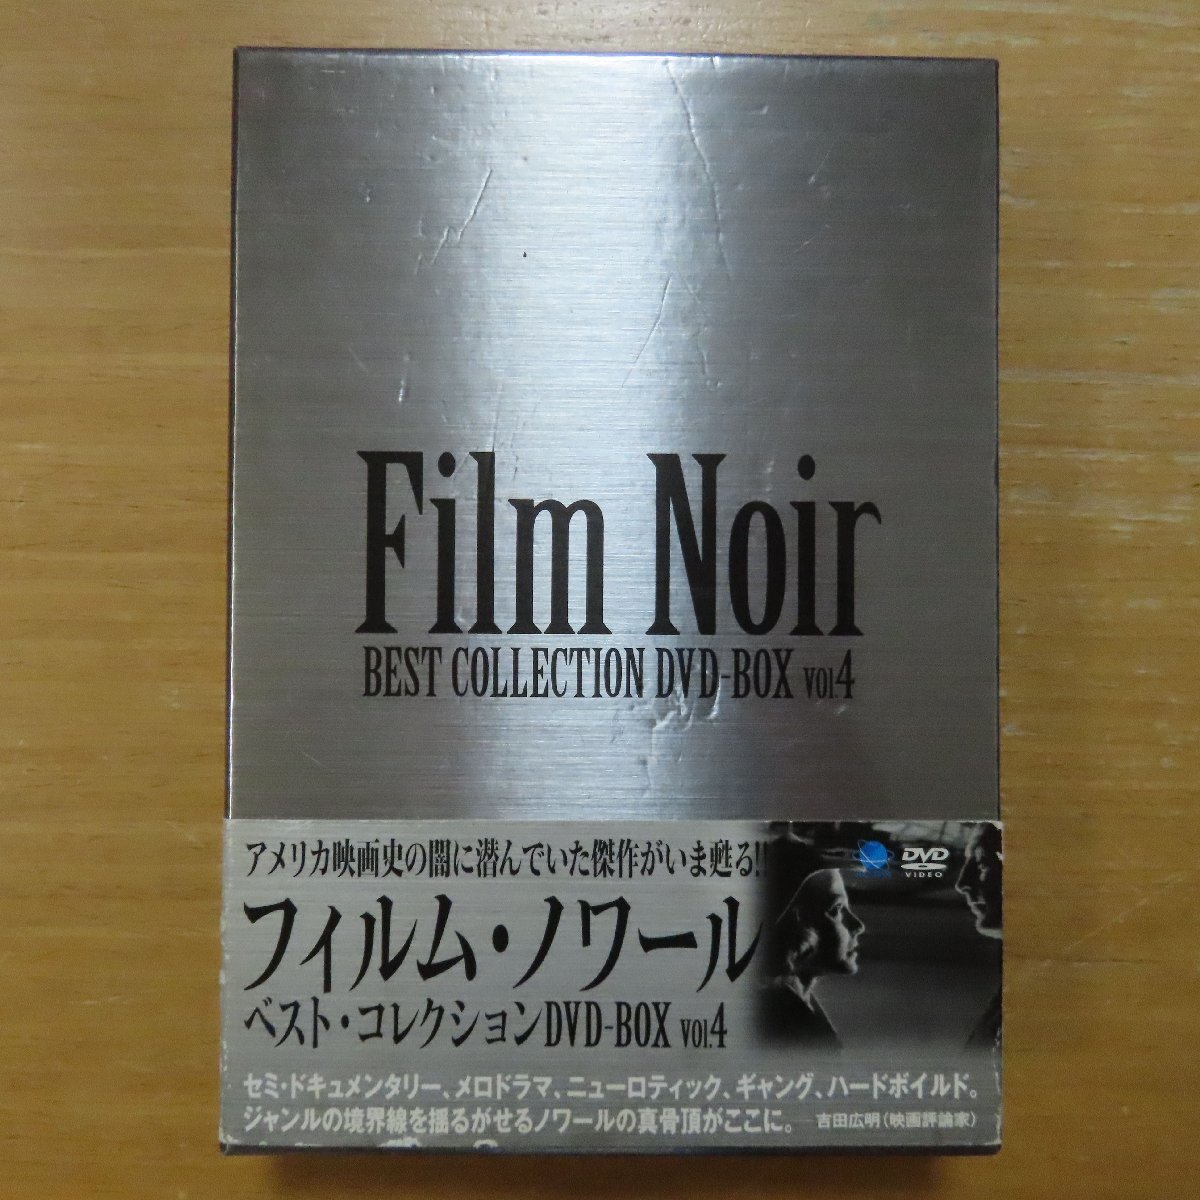 Film Noir
BEST COLLECTION DVD-BOX vol4
アメリカ映画史の闇に潜んでいた傑作がいま甦る!!
DVD
VIDEO
フィルム・ノワール
ベスト・コレクションDVD-BOX vol.4
セミ・ドキュメンタリー、メロドラマ、ニューロティック、ギャング、ハードボイルド。
ジャンルの境界線を揺るがせるノワールの真骨頂がここに。 吉田広明(映画評論家)